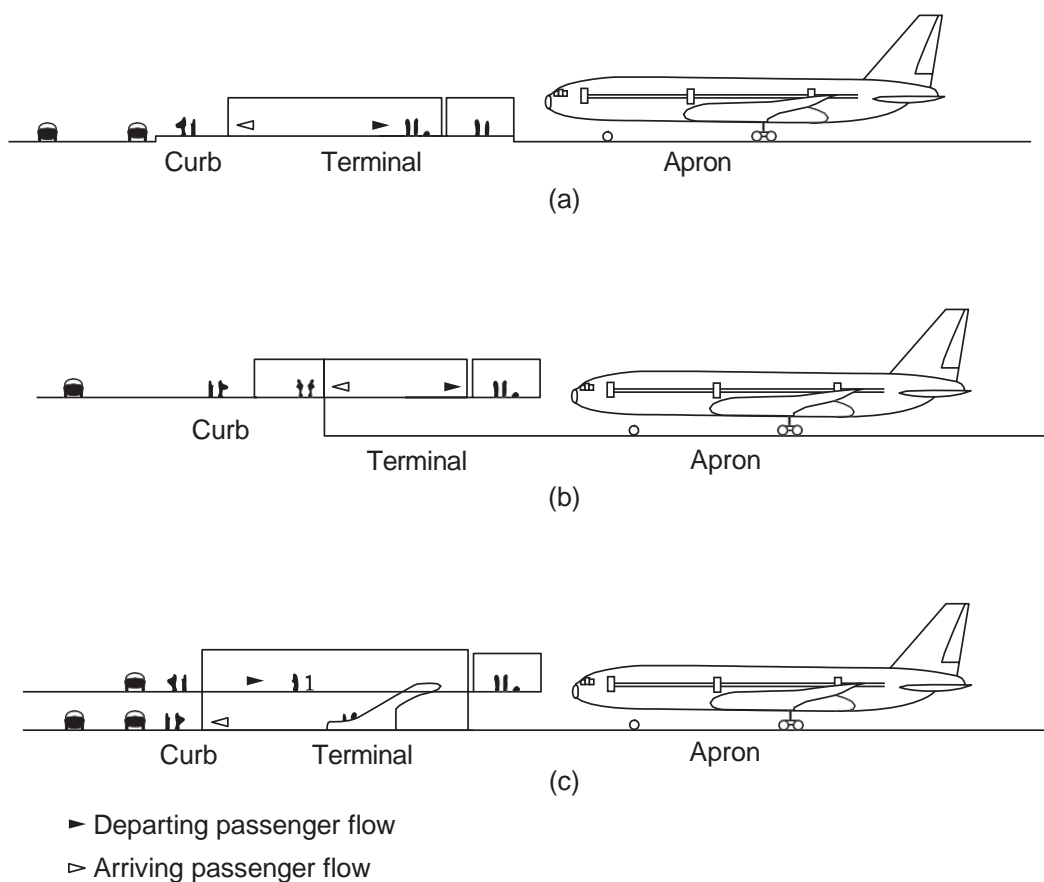 Curb Terminal Apron
(a)
Curb
Terminal Apron
(b)
Curb Terminal Apron
(c)
Departing passenger flow
Arriving passenger flow